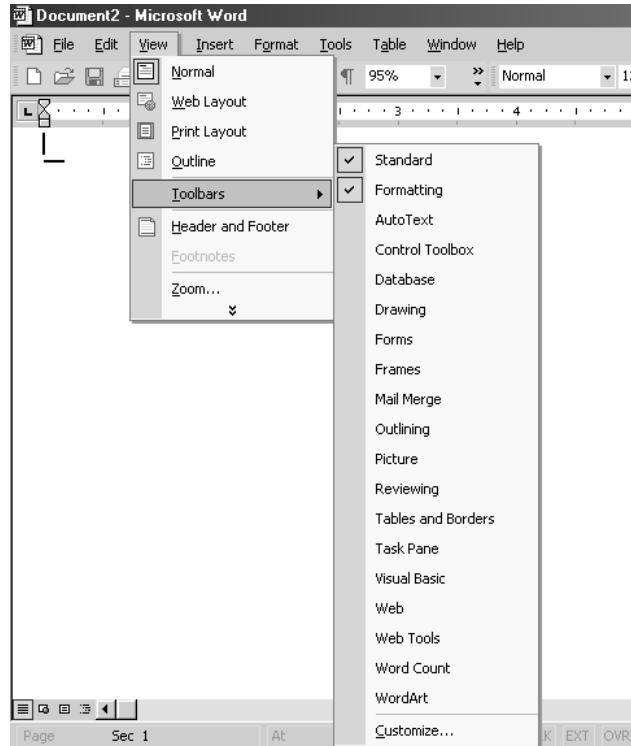 Document2 - Microsoft Word
File Edit View Insert Format Tools Table Window Help
95% Normal
3 4
Normal
Web Layout
Print Layout
Outline
Toolbars
Header and Footer
Footnotes
Zoom...
Standard
Formatting
AutoText
Control Toolbox
Database
Drawing
Forms
Frames
Mail Merge
Outlining
Picture
Reviewing
Tables and Borders
Task Pane
Visual Basic
Web
Web Tools
Word Count
WordArt
Customize...
Page Sec 1 At EXT OVR